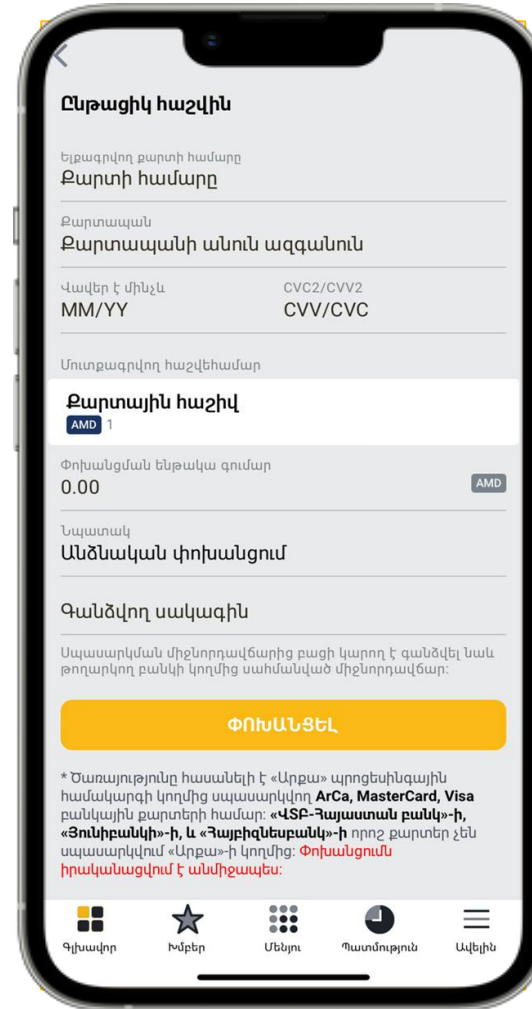 Ընթացիկ հաշվին
Ելքագրվող քարտի համարը
Քարտի համարը
Քարտապան
Քարտապանի անուն ազգանուն
Վավեր է մինչև CVC2/CVV2
MM/YY CVV/CVC
Մուտքագրվող հաշվեհամար
Քարտային հաշիվ
AMD 1
Փոխանցման ենթակա գումար
0.00 AMD
Նպատակ
Անձնական փոխանցում
Գանձվող սակագին
Սպասարկման միջնորդավճարից բացի կարող է գանձվել նաև
թողարկող բանկի կողմից սահմանված միջնորդավճար:
ՓՈԽԱՆՑԵԼ
* Ծառայությունը հասանելի է «Արքա» պրոցեսինգային
համակարգի կողմից սպասարկվող ArCa, MasterCard, Visa
բանկային քարտերի համար: «ՎՏԲ-Հայաստան բանկ»-ի,
«Յունիբանկի»-ի, և «Հայբիզնեսբանկ»-ի որոշ քարտեր չեն
սպասարկվում «Արքա»-ի կողմից: Փոխանցումն
իրականացվում է անմիջապես:
Գլխավոր Խմբեր Մենյու Պատմություն Ավելին